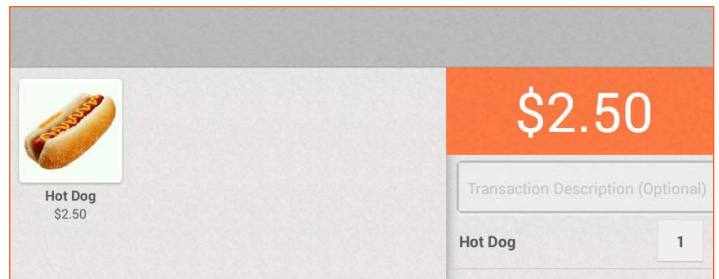 Hot Dog
$2.50
$2.50
Transaction Description (Optional)
Hot Dog 1